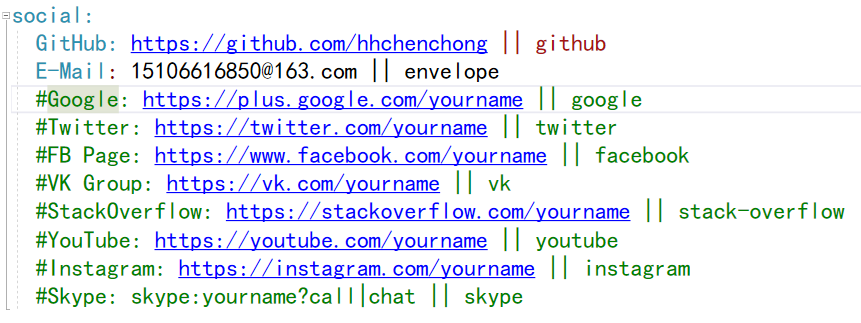 social:
GitHub: https://github.com/hhchenchong || github
E-Mail: 15106616850@163.com || envelope
#Google: https://plus.google.com/yourname || google
#Twitter: https://twitter.com/yourname || twitter
#FB Page: https://www.facebook.com/yourname || facebook
#VK Group: https://vk.com/yourname || vk
#StackOverflow: https://stackoverflow.com/yourname || stack-overflow
#YouTube: https://youtube.com/yourname || youtube
#Instagram: https://instagram.com/yourname || instagram
#Skype: skype:yourname?call|chat || skype